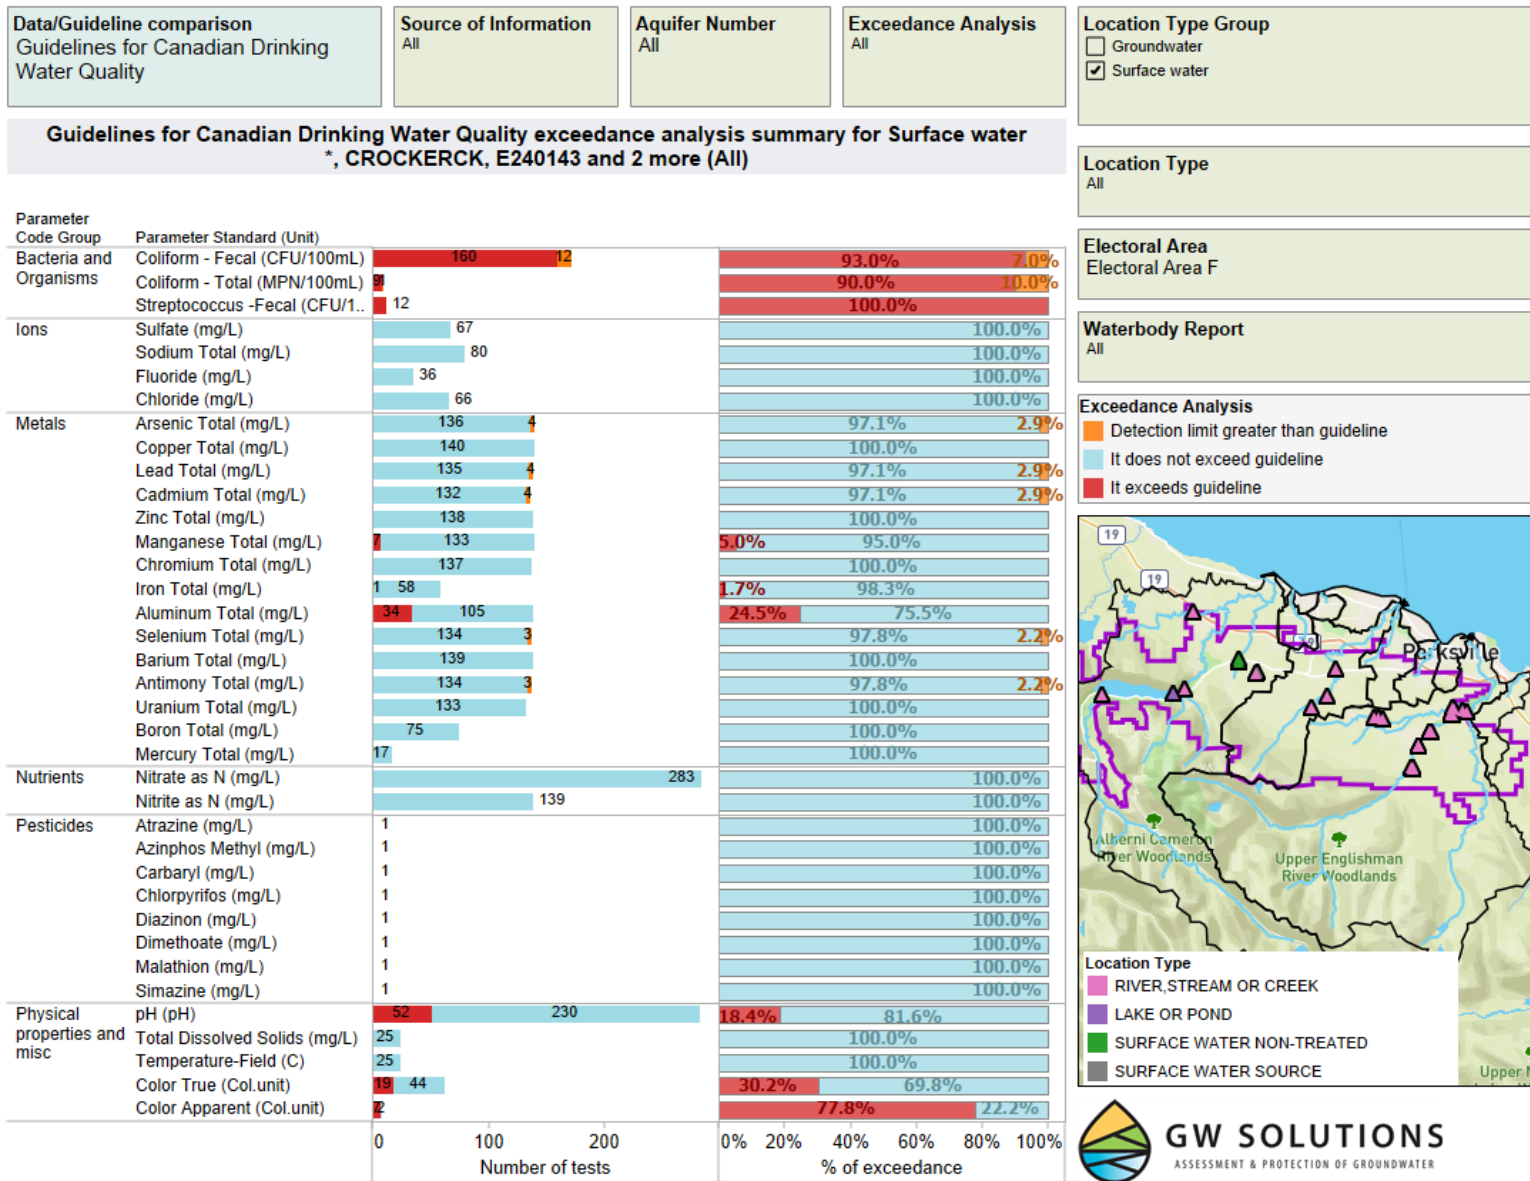 Data/Guideline comparison
Guidelines for Canadian Drinking
Water Quality
Source of Information
All
Aquifer Number
All
Exceedance Analysis
All
Location Type Group
Groundwater
Surface water
Guidelines for Canadian Drinking Water Quality exceedance analysis summary for Surface water
*, CROCKERCK, E240143 and 2 more (All)
Location Type
All
Electoral Area
Electoral Area F
Waterbody Report
All
Parameter
Code Group Parameter Standard (Unit)
Bacteria and
Organisms
Coliform - Fecal (CFU/100mL) 160 12 93.0% 7.0%
Coliform - Total (MPN/100mL) 9 1 90.0% 10.0%
Streptococcus -Fecal (CFU/1.. 12 100.0%
Ions
Sulfate (mg/L) 67 100.0%
Sodium Total (mg/L) 80 100.0%
Fluoride (mg/L) 36 100.0%
Chloride (mg/L) 66 100.0%
Metals
Arsenic Total (mg/L) 136 4 97.1% 2.9%
Copper Total (mg/L) 140 100.0%
Lead Total (mg/L) 135 4 97.1% 2.9%
Cadmium Total (mg/L) 132 4 97.1% 2.9%
Zinc Total (mg/L) 138 100.0%
Manganese Total (mg/L) 7 133 5.0% 95.0%
Chromium Total (mg/L) 137 100.0%
Iron Total (mg/L) 1 58 1.7% 98.3%
Aluminum Total (mg/L) 34 105 24.5% 75.5%
Selenium Total (mg/L) 134 3 97.8% 2.2%
Barium Total (mg/L) 139 100.0%
Antimony Total (mg/L) 134 3 97.8% 2.2%
Uranium Total (mg/L) 133 100.0%
Boron Total (mg/L) 75 100.0%
Mercury Total (mg/L) 17 100.0%
Nutrients
Nitrate as N (mg/L) 283 100.0%
Nitrite as N (mg/L) 139 100.0%
Pesticides
Atrazine (mg/L) 1 100.0%
Azinphos Methyl (mg/L) 1 100.0%
Carbaryl (mg/L) 1 100.0%
Chlorpyrifos (mg/L) 1 100.0%
Diazinon (mg/L) 1 100.0%
Dimethoate (mg/L) 1 100.0%
Malathion (mg/L) 1 100.0%
Simazine (mg/L) 1 100.0%
Physical
properties and
misc
pH (pH) 52 230 18.4% 81.6%
Total Dissolved Solids (mg/L) 25 100.0%
Temperature-Field (C) 25 100.0%
Color True (Col.unit) 19 44 30.2% 69.8%
Color Apparent (Col.unit) 7 2 77.8% 22.2%
0 100 200
Number of tests
0% 20% 40% 60% 80% 100%
% of exceedance
Exceedance Analysis
Detection limit greater than guideline
It does not exceed guideline
It exceeds guideline
19
19
19
Parksville
Alberni Cameron
River Woodlands
Upper Englishman
River Woodlands
Upper
Location Type
RIVER,STREAM OR CREEK
LAKE OR POND
SURFACE WATER NON-TREATED
SURFACE WATER SOURCE
GW SOLUTIONS
ASSESSMENT & PROTECTION OF GROUNDWATER